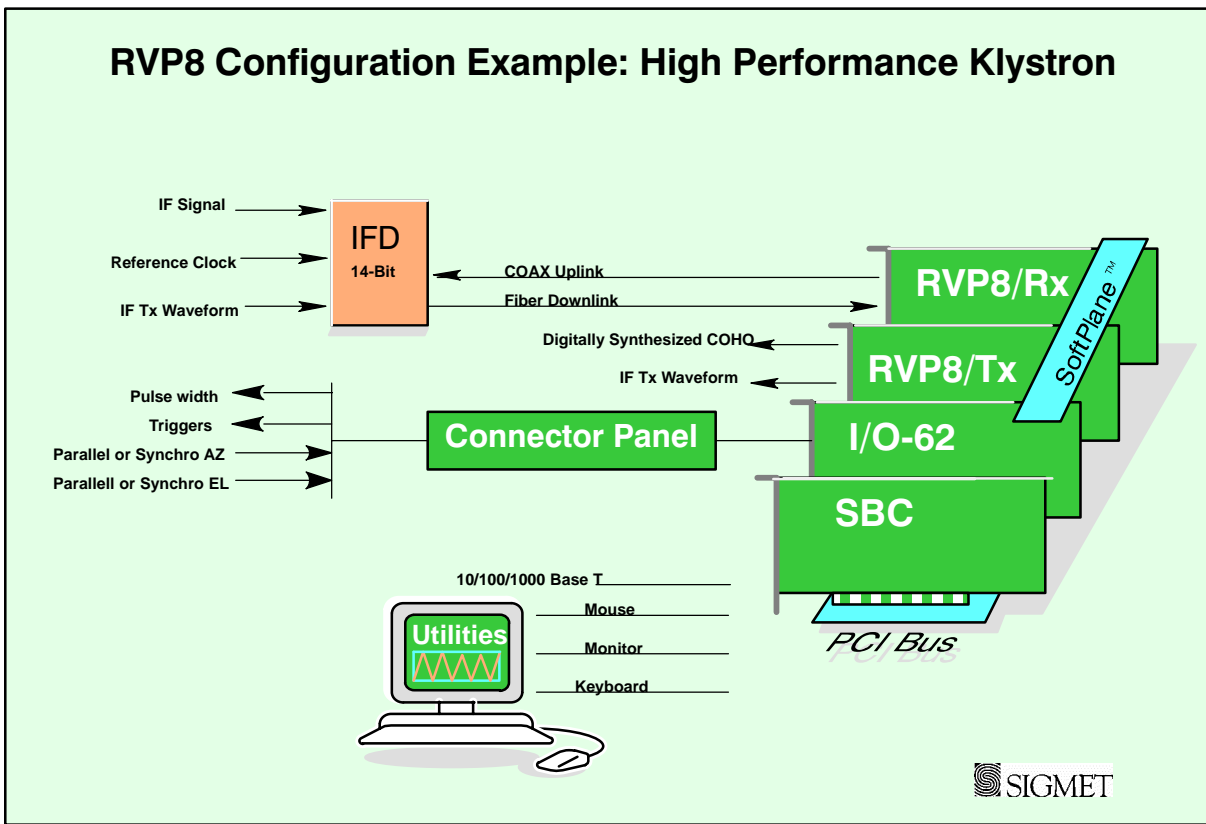 RVP8 Configuration Example: High Performance Klystron
IF Signal
Reference Clock
IF Tx Waveform
IFD
14-Bit
COAX Uplink
Fiber Downlink
Digitally Synthesized COHO
IF Tx Waveform
RVP8/Rx
RVP8/Tx
I/O-62
SBC
SoftPlane™
Pulse width
Triggers
Parallel or Synchro AZ
Parallell or Synchro EL
Connector Panel
10/100/1000 Base T
Mouse
Monitor
Keyboard
Utilities
PCI Bus
SIGMET